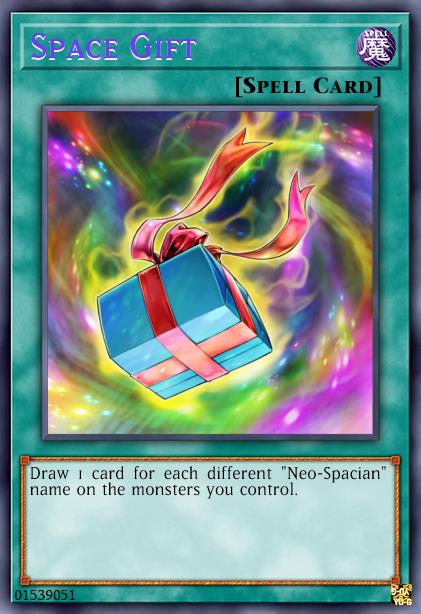 SPACE GIFT
SPELL
魔
[SPELL CARD]
Draw 1 card for each different "Neo-Spacian"
name on the monsters you control.
01539051